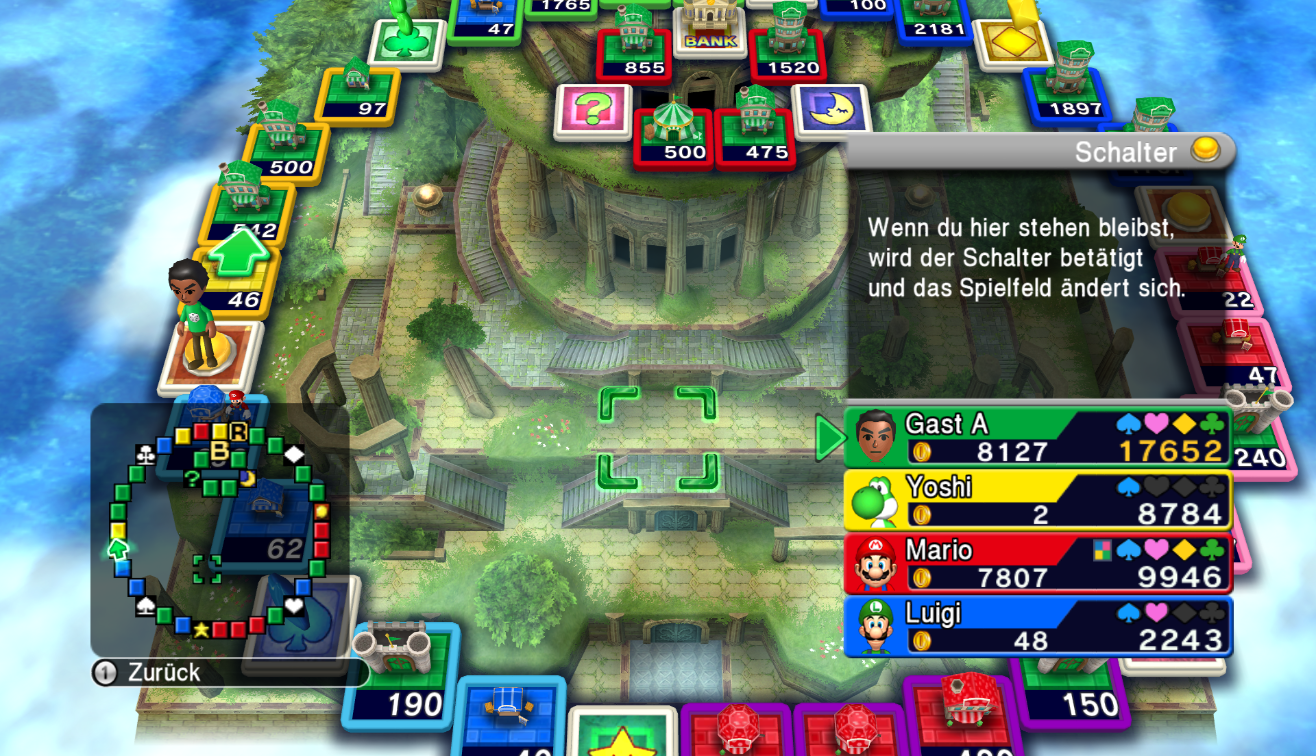 47
1765
100
2181
BANK
855
1520
97
1897
500
500
475
Schalter
542
Wenn du hier stehen bleibst,
wird der Schalter betätigt
und das Spielfeld ändert sich.
46
22
47
Gast A
8127 17652
240
Yoshi
2 8784
R
B
?
62
Mario
7807 9946
Luigi
48 2243
1 Zurück
190
150